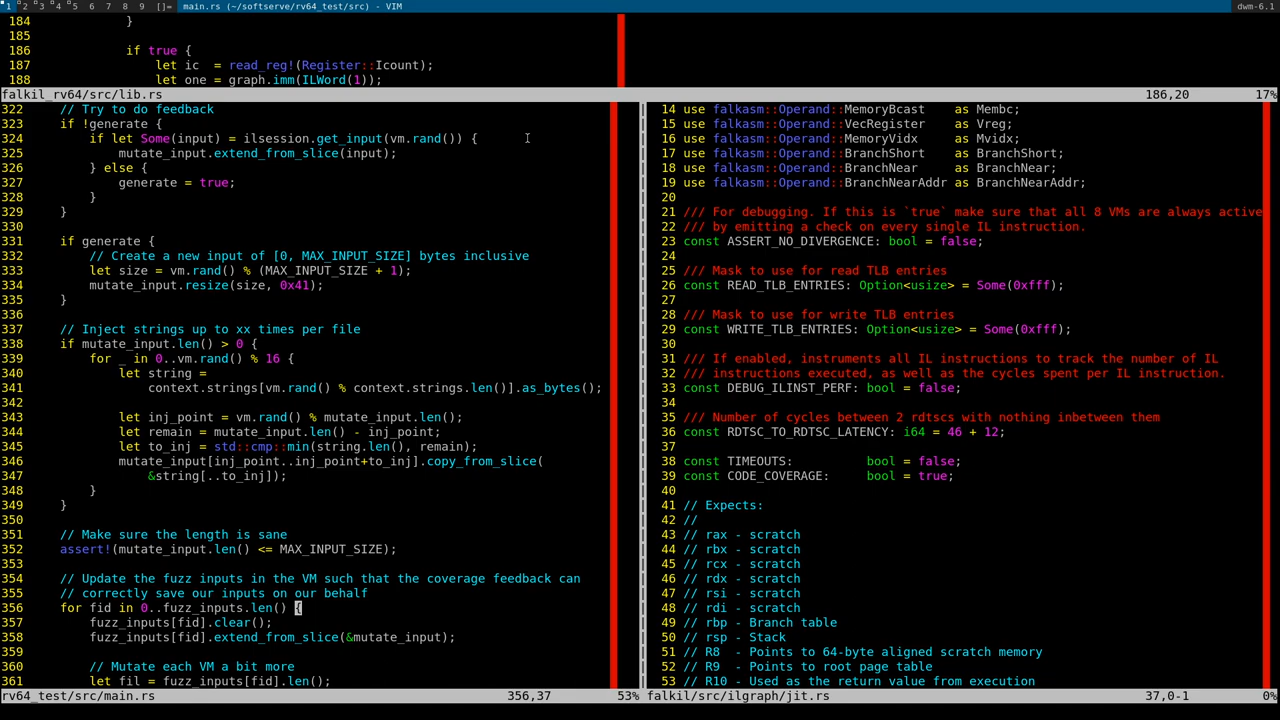 1 2 3 4 5 6 7 8 9 []= main.rs (~/softserve/rv64_test/src) - VIM dwm-6.1
184 }
185
186 if true {
187 let ic  = read_reg!(Register::Icount);
188 let one = graph.imm(ILWord(1));
falkil_rv64/src/lib.rs 186,20 17%
322 // Try to do feedback
323 if !generate {
324 if let Some(input) = ilsession.get_input(vm.rand()) {
325 mutate_input.extend_from_slice(input);
326 } else {
327 generate = true;
328 }
329 }
330
331 if generate {
332 // Create a new input of [0, MAX_INPUT_SIZE] bytes inclusive
333 let size = vm.rand() % (MAX_INPUT_SIZE + 1);
334 mutate_input.resize(size, 0x41);
335 }
336
337 // Inject strings up to xx times per file
338 if mutate_input.len() > 0 {
339 for _ in 0..vm.rand() % 16 {
340 let string =
341 context.strings[vm.rand() % context.strings.len()].as_bytes();
342
343 let inj_point = vm.rand() % mutate_input.len();
344 let remain = mutate_input.len() - inj_point;
345 let to_inj = std::cmp::min(string.len(), remain);
346 mutate_input[inj_point..inj_point+to_inj].copy_from_slice(
347 &string[..to_inj]);
348 }
349 }
350
351 // Make sure the length is sane
352 assert!(mutate_input.len() <= MAX_INPUT_SIZE);
353
354 // Update the fuzz inputs in the VM such that the coverage feedback can
355 // correctly save our inputs on our behalf
356 for fid in 0..fuzz_inputs.len() {
357 fuzz_inputs[fid].clear();
358 fuzz_inputs[fid].extend_from_slice(&mutate_input);
359
360 // Mutate each VM a bit more
361 let fil = fuzz_inputs[fid].len();
rv64_test/src/main.rs 356,37 53%
14 use falkasm::Operand::MemoryBcast    as Membc;
15 use falkasm::Operand::VecRegister    as Vreg;
16 use falkasm::Operand::MemoryVidx     as Mvidx;
17 use falkasm::Operand::BranchShort    as BranchShort;
18 use falkasm::Operand::BranchNear     as BranchNear;
19 use falkasm::Operand::BranchNearAddr as BranchNearAddr;
20
21 /// For debugging. If this is `true` make sure that all 8 VMs are always active
22 /// by emitting a check on every single IL instruction.
23 const ASSERT_NO_DIVERGENCE: bool = false;
24
25 /// Mask to use for read TLB entries
26 const READ_TLB_ENTRIES: Option<usize> = Some(0xfff);
27
28 /// Mask to use for write TLB entries
29 const WRITE_TLB_ENTRIES: Option<usize> = Some(0xfff);
30
31 /// If enabled, instruments all IL instructions to track the number of IL
32 /// instructions executed, as well as the cycles spent per IL instruction.
33 const DEBUG_ILINST_PERF: bool = false;
34
35 /// Number of cycles between 2 rdtscs with nothing inbetween them
36 const RDTSC_TO_RDTSC_LATENCY: i64 = 46 + 12;
37
38 const TIMEOUTS:          bool = false;
39 const CODE_COVERAGE:     bool = true;
40
41 // Expects:
42 //
43 // rax - scratch
44 // rbx - scratch
45 // rcx - scratch
46 // rdx - scratch
47 // rsi - scratch
48 // rdi - scratch
49 // rbp - Branch table
50 // rsp - Stack
51 // R8  - Points to 64-byte aligned scratch memory
52 // R9  - Points to root page table
53 // R10 - Used as the return value from execution
falkil/src/ilgraph/jit.rs 37,0-1 0%